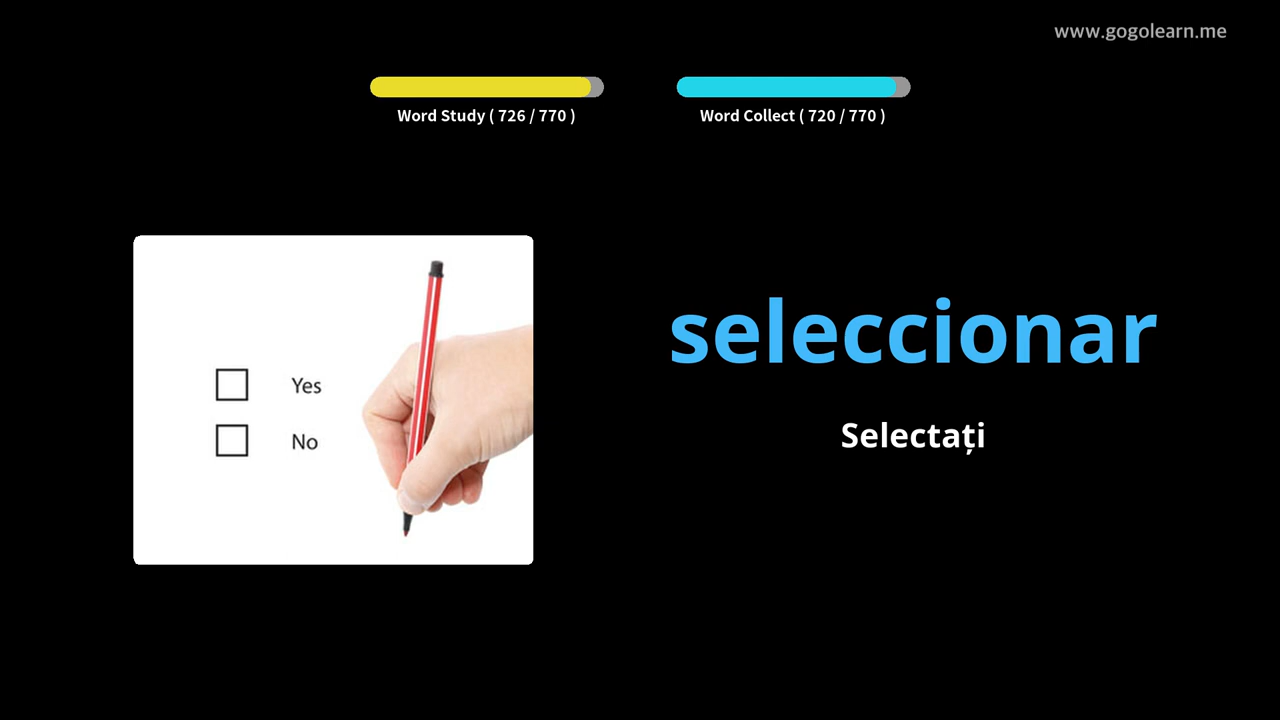 www.gogolearn.me
Word Study ( 726 / 770 )
Word Collect ( 720 / 770 )
Yes
No
seleccionar
Selectați